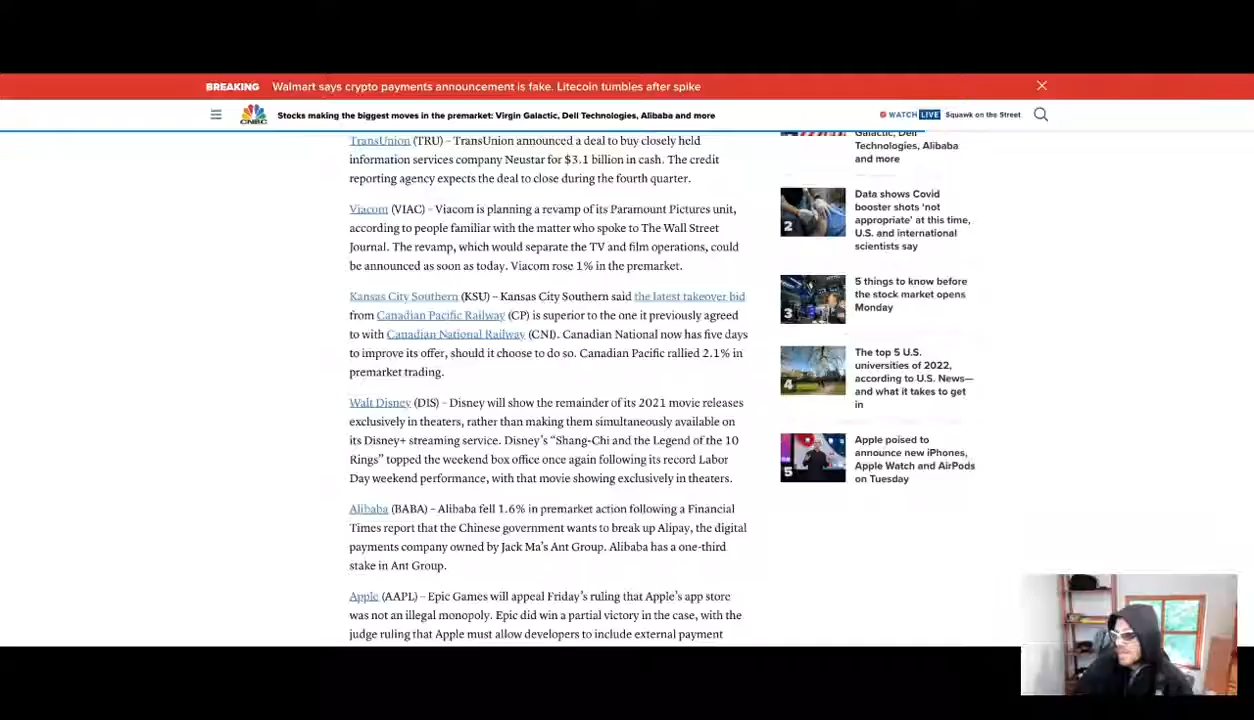 BREAKING Walmart says crypto payments announcement is fake. Litecoin tumbles after spike
CNBC
Stocks making the biggest moves in the premarket: Virgin Galactic, Dell Technologies, Alibaba and more
WATCH LIVE Squawk on the Street
TransUnion (TRU) – TransUnion announced a deal to buy closely held
information services company Neustar for $3.1 billion in cash. The credit
reporting agency expects the deal to close during the fourth quarter.
Viacom (VIAC) – Viacom is planning a revamp of its Paramount Pictures unit,
according to people familiar with the matter who spoke to The Wall Street
Journal. The revamp, which would separate the TV and film operations, could
be announced as soon as today. Viacom rose 1% in the premarket.
Kansas City Southern (KSU) – Kansas City Southern said the latest takeover bid
from Canadian Pacific Railway (CP) is superior to the one it previously agreed
to with Canadian National Railway (CNI). Canadian National now has five days
to improve its offer, should it choose to do so. Canadian Pacific rallied 2.1% in
premarket trading.
Walt Disney (DIS) – Disney will show the remainder of its 2021 movie releases
exclusively in theaters, rather than making them simultaneously available on
its Disney+ streaming service. Disney's “Shang-Chi and the Legend of the 10
Rings” topped the weekend box office once again following its record Labor
Day weekend performance, with that movie showing exclusively in theaters.
Alibaba (BABA) – Alibaba fell 1.6% in premarket action following a Financial
Times report that the Chinese government wants to break up Alipay, the digital
payments company owned by Jack Ma's Ant Group. Alibaba has a one-third
stake in Ant Group.
Apple (AAPL) – Epic Games will appeal Friday's ruling that Apple's app store
was not an illegal monopoly. Epic did win a partial victory in the case, with the
judge ruling that Apple must allow developers to include external payment
Galactic, Dell
Technologies, Alibaba
and more
2
Data shows Covid
booster shots ‘not
appropriate’ at this time,
U.S. and international
scientists say
3
5 things to know before
the stock market opens
Monday
4
The top 5 U.S.
universities of 2022,
according to U.S. News—
and what it takes to get
in
5
Apple poised to
announce new iPhones,
Apple Watch and AirPods
on Tuesday